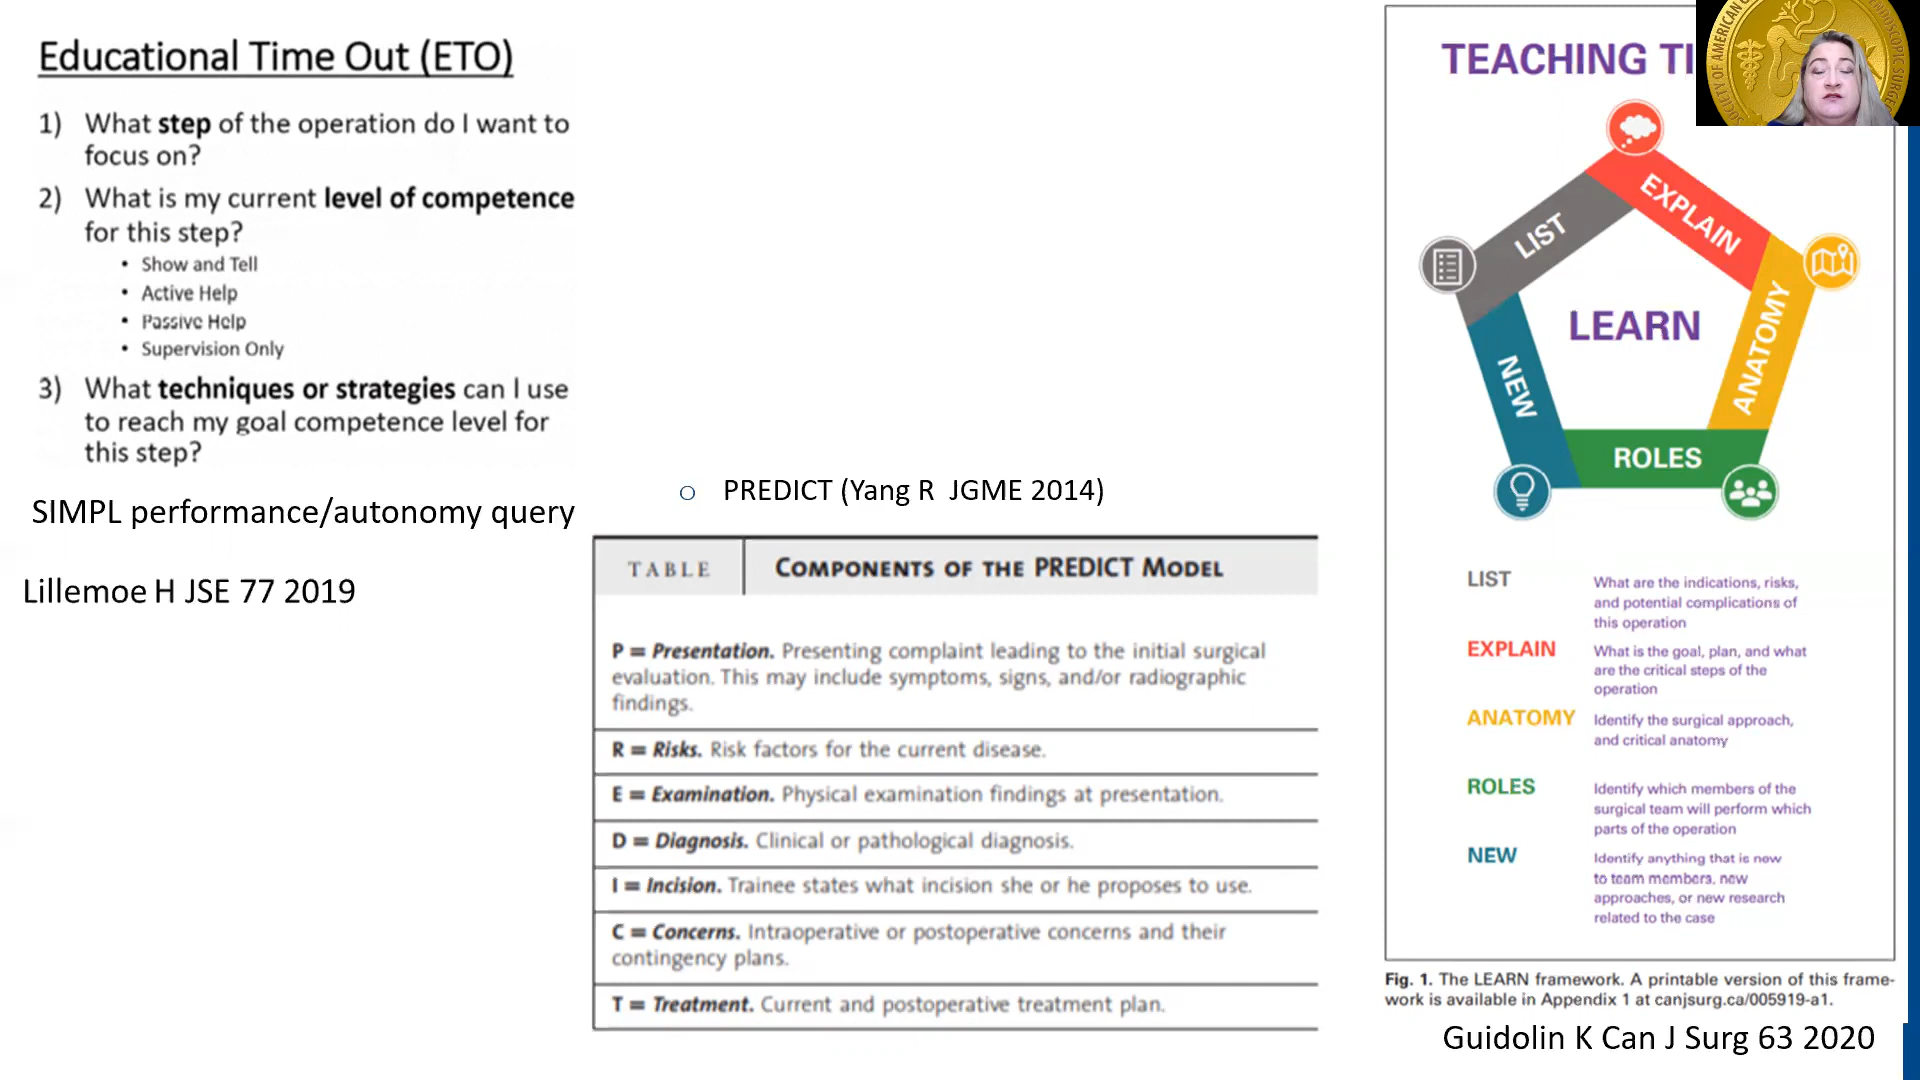 Educational Time Out (ETO)
1) What step of the operation do I want to
focus on?
2) What is my current level of competence
for this step?
• Show and Tell
• Active Help
• Passive Help
• Supervision Only
3) What techniques or strategies can I use
to reach my goal competence level for
this step?
SIMPL performance/autonomy query
Lillemoe H JSE 77 2019
o PREDICT (Yang R JGME 2014)
TABLE COMPONENTS OF THE PREDICT MODEL
P = Presentation. Presenting complaint leading to the initial surgical
evaluation. This may include symptoms, signs, and/or radiographic
findings.
R = Risks. Risk factors for the current disease.
E = Examination. Physical examination findings at presentation.
D = Diagnosis. Clinical or pathological diagnosis.
I = Incision. Trainee states what incision she or he proposes to use.
C = Concerns. Intraoperative or postoperative concerns and their
contingency plans.
T = Treatment. Current and postoperative treatment plan.
TEACHING
SOCIETY OF AMERICAN
LIST
EXPLAIN
ANATOMY
LEARN
NEW
ROLES
LIST What are the indications, risks,
and potential complications of
this operation
EXPLAIN What is the goal, plan, and what
are the critical steps of the
operation
ANATOMY Identify the surgical approach,
and critical anatomy
ROLES Identify which members of the
surgical team will perform which
parts of the operation
NEW Identify anything that is new
to team members, new
approaches, or new research
related to the case
Fig. 1. The LEARN framework. A printable version of this frame-
work is available in Appendix 1 at canjsurg.ca/005919-a1.
Guidolin K Can J Surg 63 2020